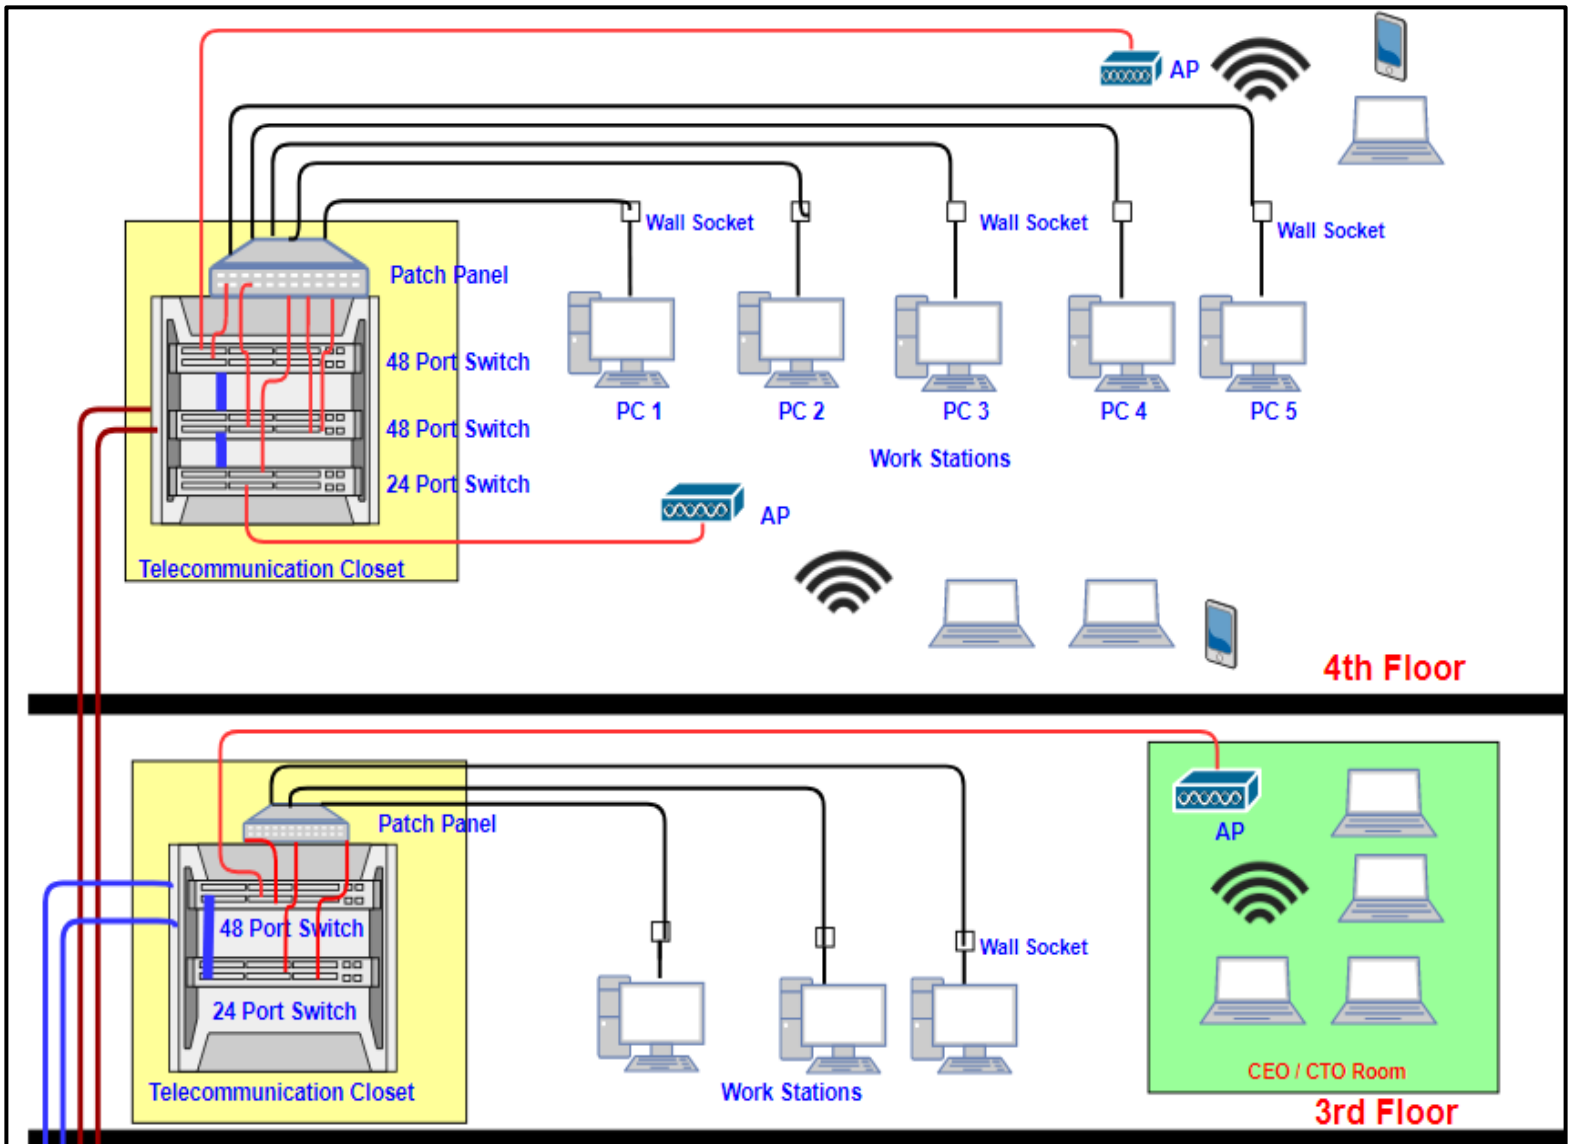 AP
Wall Socket
Wall Socket
Wall Socket
Patch Panel
48 Port Switch
PC 1
PC 2
PC 3
PC 4
PC 5
48 Port Switch
Work Stations
24 Port Switch
AP
Telecommunication Closet
4th Floor
Patch Panel
AP
48 Port Switch
Wall Socket
24 Port Switch
CEO / CTO Room
Telecommunication Closet
Work Stations
3rd Floor